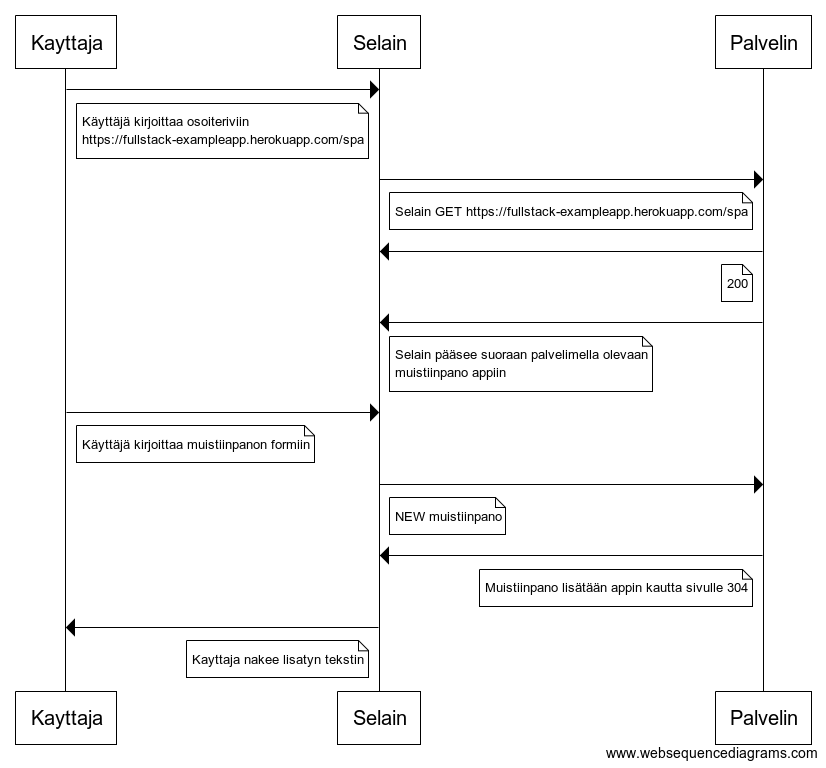 Kayttaja
Selain
Palvelin
Käyttäjä kirjoittaa osoiteriviin
https://fullstack-exampleapp.herokuapp.com/spa
Selain GET https://fullstack-exampleapp.herokuapp.com/spa
200
Selain pääsee suoraan palvelimella olevaan
muistiinpano appiin
Käyttäjä kirjoittaa muistiinpanon formiin
NEW muistiinpano
Muistiinpano lisätään appin kautta sivulle 304
Kayttaja nakee lisatyn tekstin
Kayttaja
Selain
Palvelin
www.websequencediagrams.com